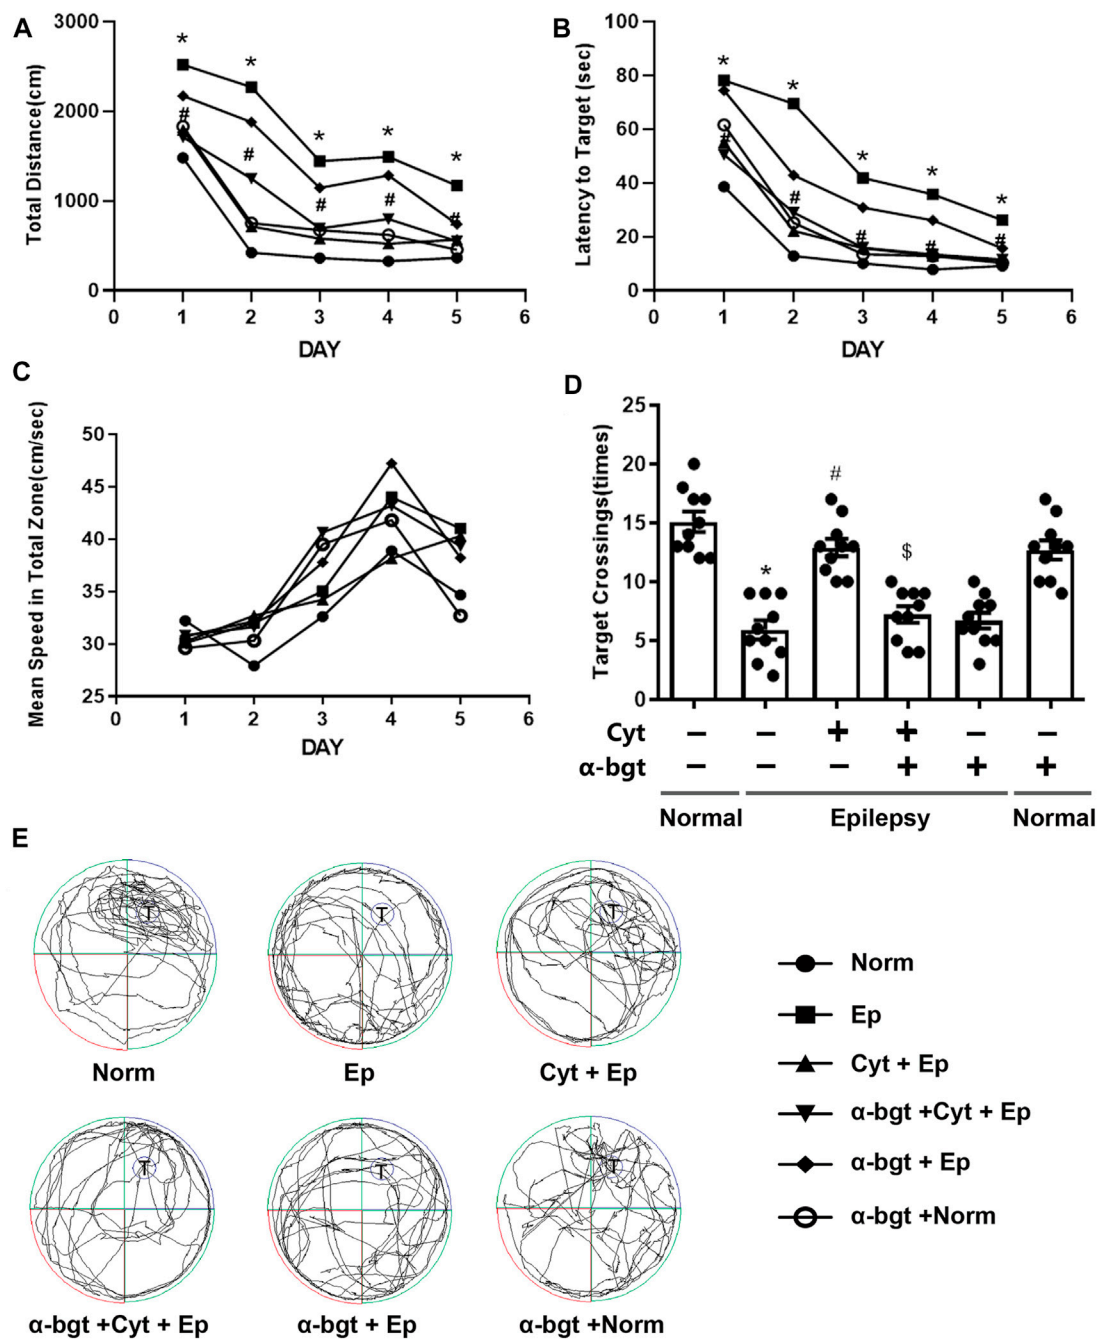 A
Total Distance(cm)
3000
2000
1000
0
* * * * *
# # # # #
0 1 2 3 4 5 6
DAY
B
Latency to Target (sec)
100
80
60
40
20
0
* * * * *
# # # # #
0 1 2 3 4 5 6
DAY
C
Mean Speed in Total Zone(cm/sec)
50
45
40
35
30
25
0 1 2 3 4 5 6
DAY
D
Target Crossings(times)
25
20
15
10
5
0
* # $
Cyt – – + + – –
α-bgt – – – + + +
Normal Epilepsy Normal
E
T T T
Norm Ep Cyt + Ep
T T T
α-bgt +Cyt + Ep α-bgt + Ep α-bgt +Norm
Norm
Ep
Cyt + Ep
α-bgt +Cyt + Ep
α-bgt + Ep
α-bgt +Norm